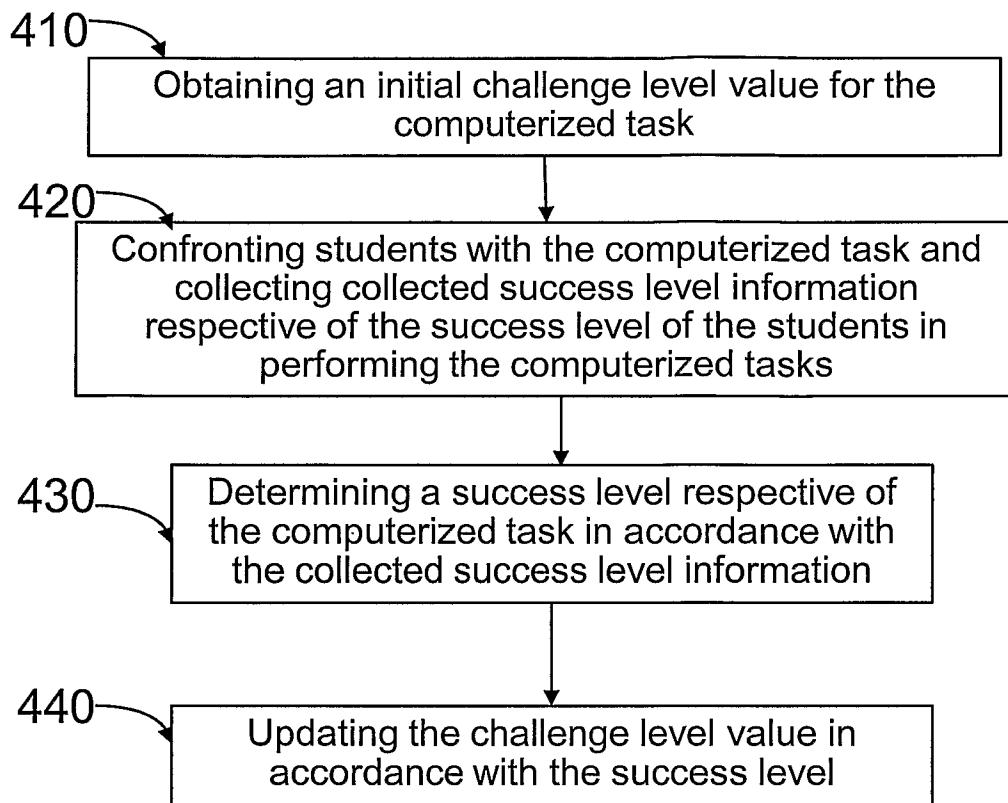 410
Obtaining an initial challenge level value for the
computerized task
420
Confronting students with the computerized task and
collecting collected success level information
respective of the success level of the students in
performing the computerized tasks
430
Determining a success level respective of
the computerized task in accordance with
the collected success level information
440
Updating the challenge level value in
accordance with the success level